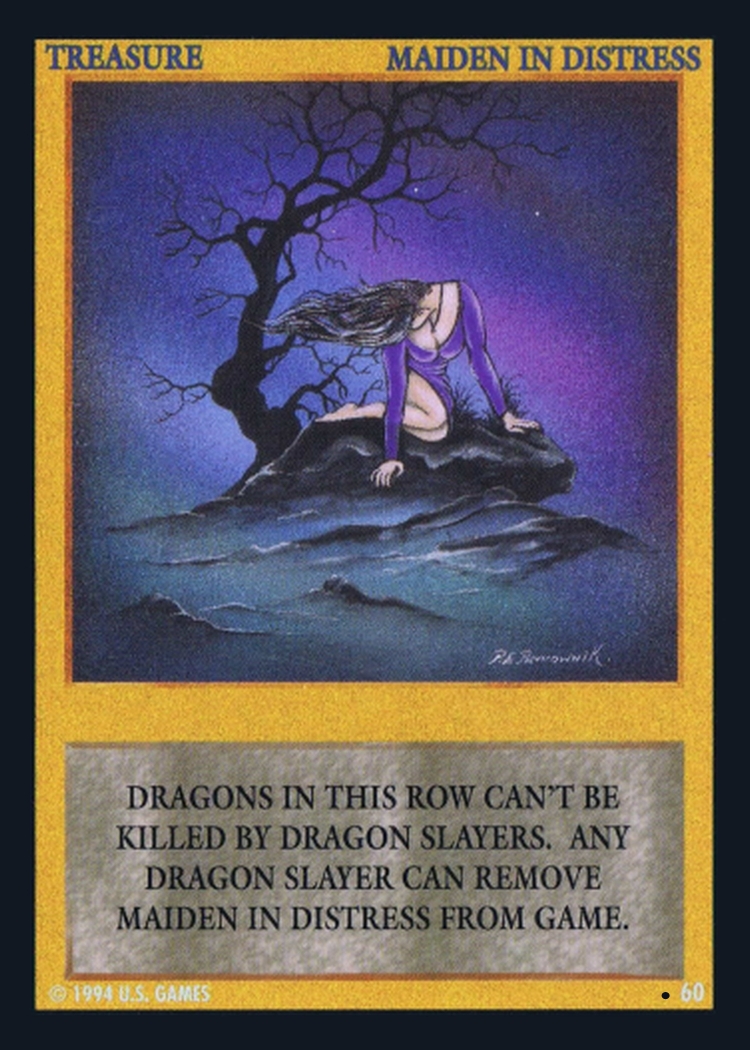 TREASURE MAIDEN IN DISTRESS
DRAGONS IN THIS ROW CAN'T BE
KILLED BY DRAGON SLAYERS. ANY
DRAGON SLAYER CAN REMOVE
MAIDEN IN DISTRESS FROM GAME.
© 1994 U.S. GAMES • 60